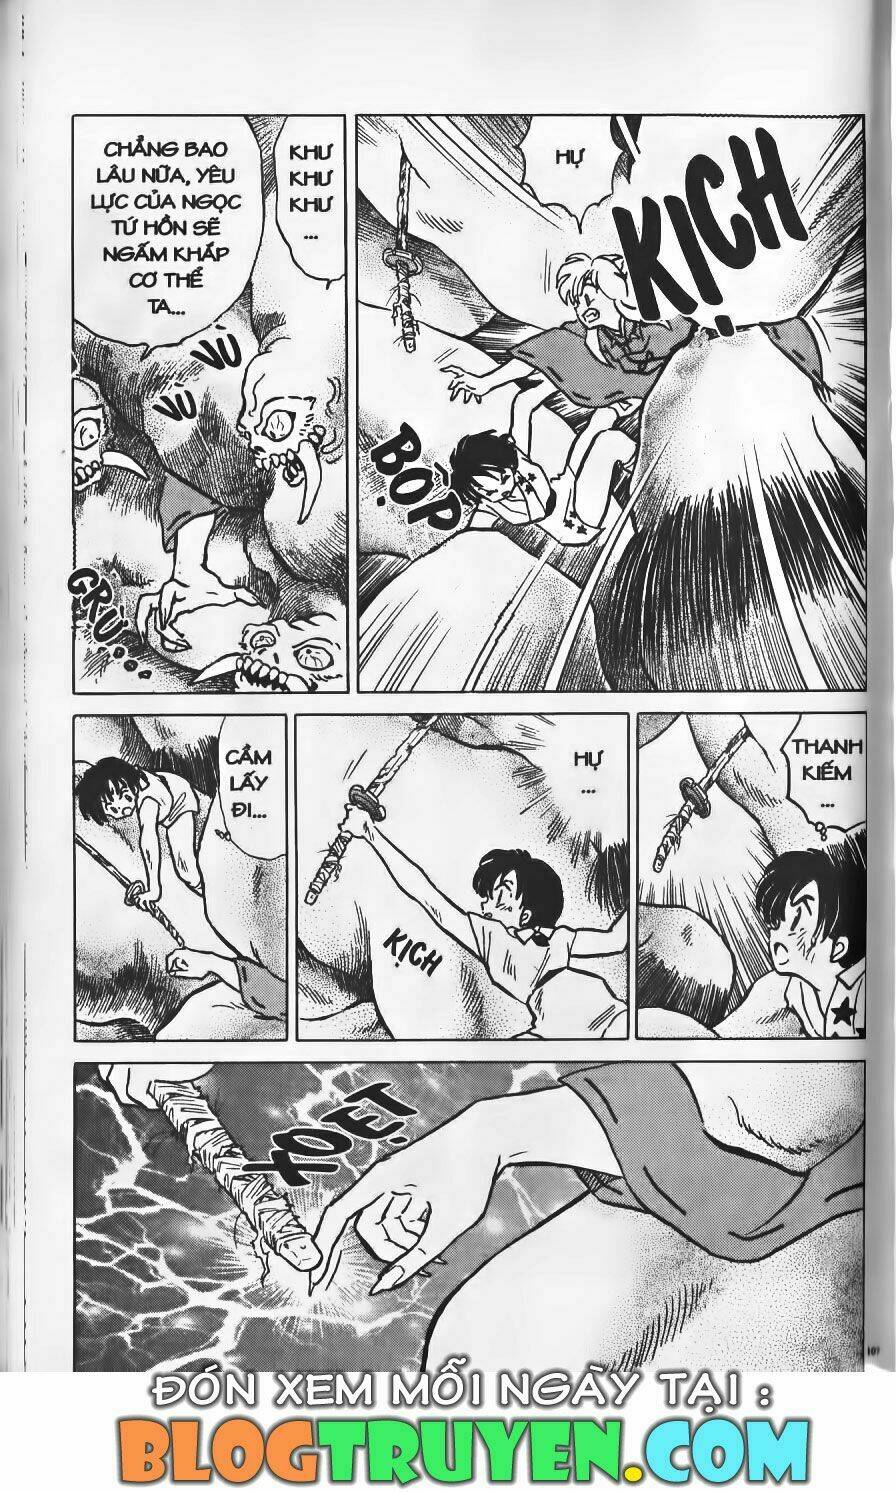 HỰ
KỊCH
BỘP
KHƯ
KHƯ
KHƯ
...
CHẲNG BAO
LÂU NỮA, YÊU
LỰC CỦA NGỌC
TỨ HỒN SẼ
NGẤM KHẮP
CƠ THỂ
TA...
VÙ
VÙ
VÙ
GRÙ...
THANH
KIẾM
...
HỰ
...
KỊCH
CẦM
LẤY
ĐI...
XOẸT
ĐÓN XEM MỖI NGÀY TẠI :
BLOGTRUYEN.COM